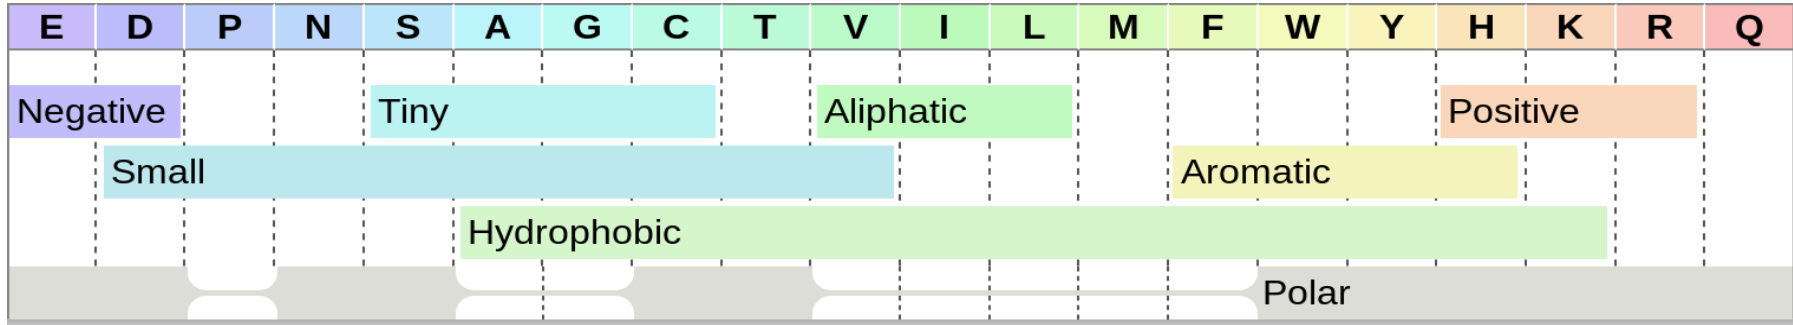 E D P N S A G C T V I L M F W Y H K R Q
Negative Tiny Aliphatic Positive
Small Aromatic
Hydrophobic
Polar